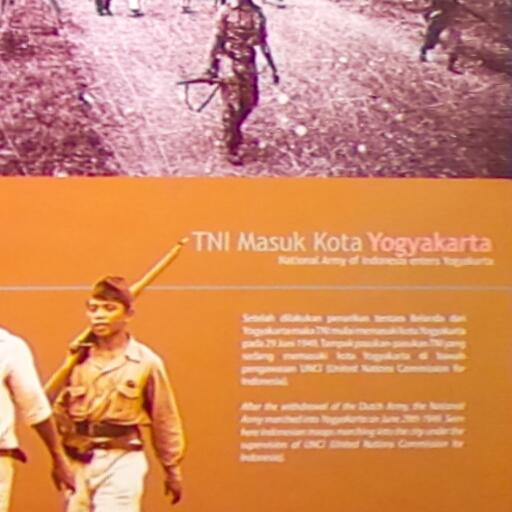 TNI Masuk Kota Yogyakarta
National Army of Indonesia enters Yogyakarta
Setelah dilakukan penarikan tentara Belanda dari
Yogyakarta maka TNI mulai memasuki kota Yogyakarta
pada 29 Juni 1949. Tampak pasukan-pasukan TNI yang
sedang memasuki kota Yogyakarta di bawah
pengawasan UNCI (United Nations Commission for
Indonesia).
After the withdrawal of the Dutch Army, the National
Army marched into Yogyakarta on June 29th 1949. Seen
here Indonesian troops marching into the city under the
supervision of UNCI (United Nations Commission for
Indonesia).